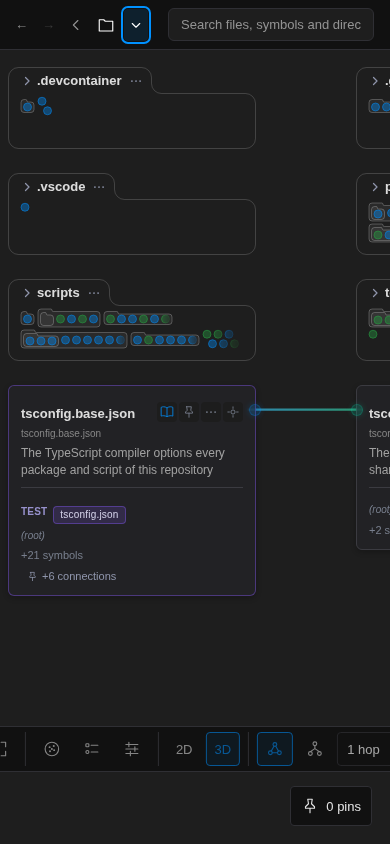 Search files, symbols and direc
.devcontainer
.vscode
scripts
tsconfig.base.json
tsconfig.base.json
The TypeScript compiler options every
package and script of this repository
TEST tsconfig.json
(root)
+21 symbols
+6 connections
tsc
tscor
The
shar
(root
+2 s
2D
3D
1 hop
0 pins